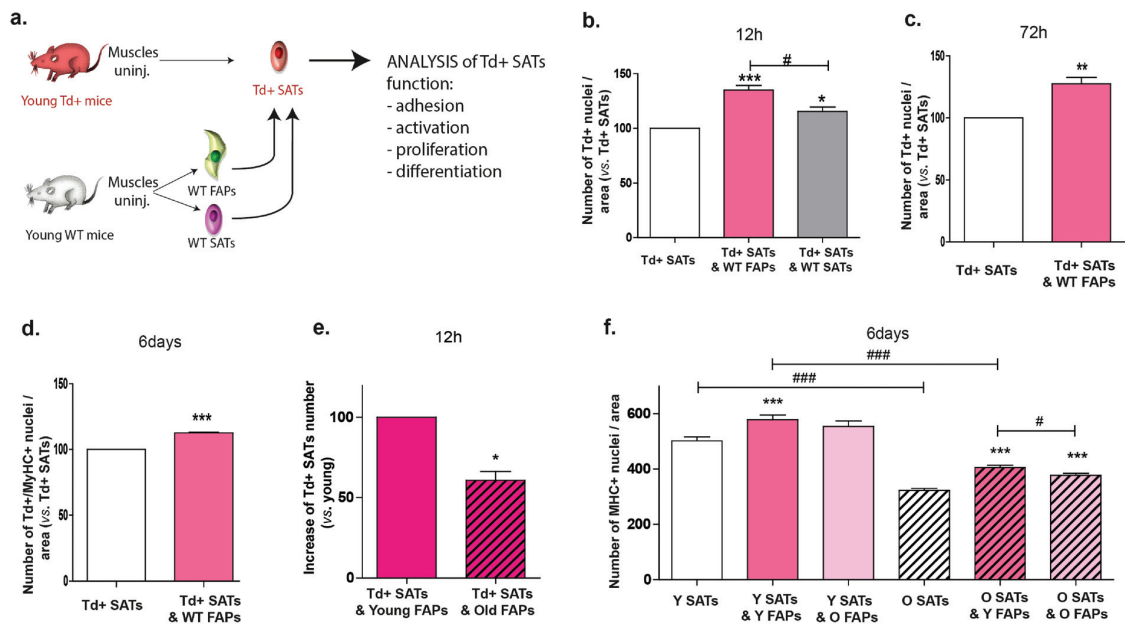 a.
Muscles
uninj.
Young Td+ mice
Td+ SATs
ANALYSIS of Td+ SATs
function:
- adhesion
- activation
- proliferation
- differentiation
Muscles
uninj.
Young WT mice
WT FAPs
WT SATs
b.
12h
Number of Td+ nuclei /
area (vs. Td+ SATs)
150
100
50
0
***
#
*
Td+ SATs
Td+ SATs
& WT FAPs
Td+ SATs
& WT SATs
c.
72h
Number of Td+ nuclei /
area (vs. Td+ SATs)
150
100
50
0
**
Td+ SATs
Td+ SATs
& WT FAPs
d.
6days
Number of Td+/MyHC+ nuclei /
area (vs. Td+ SATs)
150
100
50
0
***
Td+ SATs
Td+ SATs
& WT FAPs
e.
12h
Increase of Td+ SATs number
(vs. young)
100
50
0
*
Td+ SATs
& Young FAPs
Td+ SATs
& Old FAPs
f.
6days
Number of MHC+ nuclei / area
600
400
200
0
###
###
***
#
***
***
Y SATs
Y SATs
& Y FAPs
Y SATs
& O FAPs
O SATs
O SATs
& Y FAPs
O SATs
& O FAPs